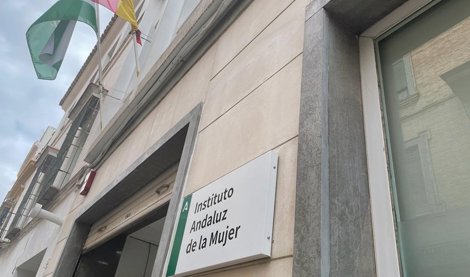 Instituto
Andaluz
de la Mujer